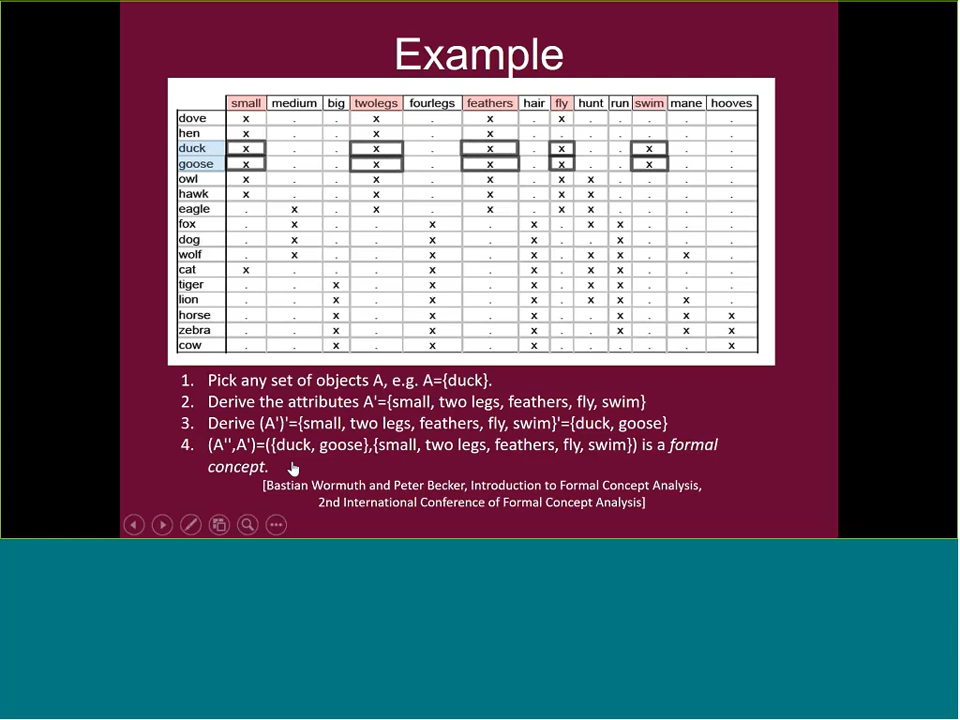 Example
small medium big twolegs fourlegs feathers hair fly hunt run swim mane hooves
dove x . . x . x . x . . . . .
hen x . . x . x . . . . . . .
duck x . . x . x . x . . x . .
goose x . . x . x . x . . x . .
owl x . . x . x . x x . . . .
hawk x . . x . x . x x . . . .
eagle . x . x . x . x x . . . .
fox . x . . x . x . x x . . .
dog . x . . x . x . . x . . .
wolf . x . . x . x . x x . x .
cat x . . . x . x . x x . . .
tiger . . x . x . x . x x . . .
lion . . x . x . x . x x . x .
horse . . x . x . x . . x . x x
zebra . . x . x . x . . x . x x
cow . . x . x . x . . . . . x
1. Pick any set of objects A, e.g. A={duck}.
2. Derive the attributes A'={small, two legs, feathers, fly, swim}
3. Derive (A')'={small, two legs, feathers, fly, swim}'={duck, goose}
4. (A'',A')=({duck, goose},{small, two legs, feathers, fly, swim}) is a formal
concept.
[Bastian Wormuth and Peter Becker, Introduction to Formal Concept Analysis,
2nd International Conference of Formal Concept Analysis]